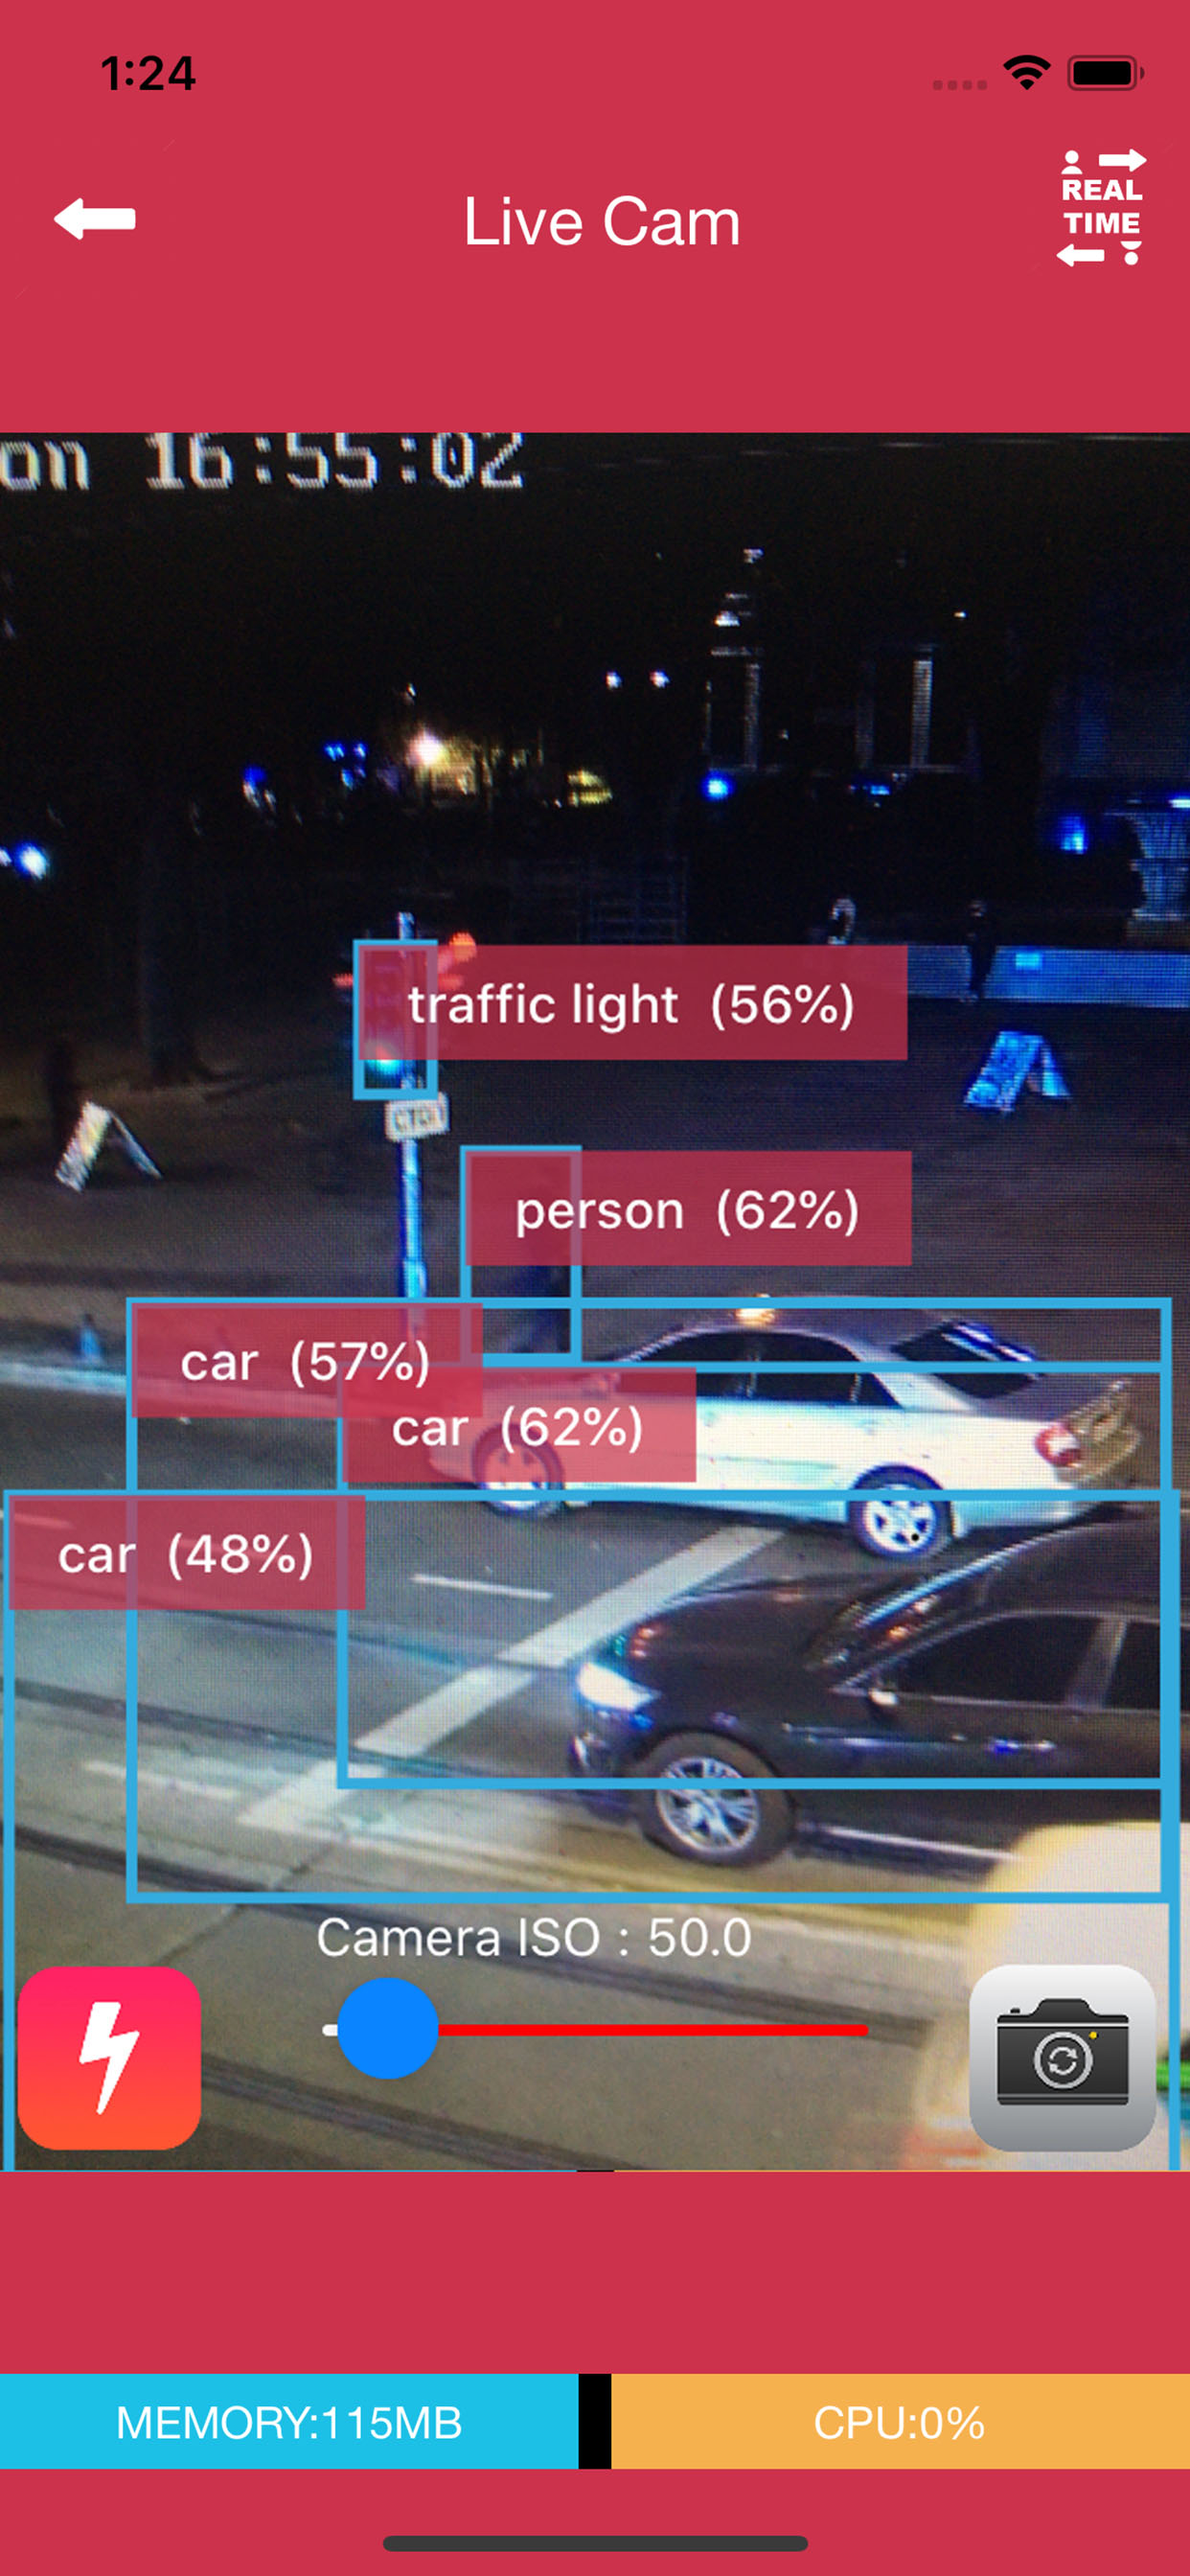 1:24
Live Cam
REAL
TIME
on 16:55:02
traffic light (56%)
person (62%)
car (57%)
car (62%)
car (48%)
Camera ISO : 50.0
MEMORY:115MB
CPU:0%